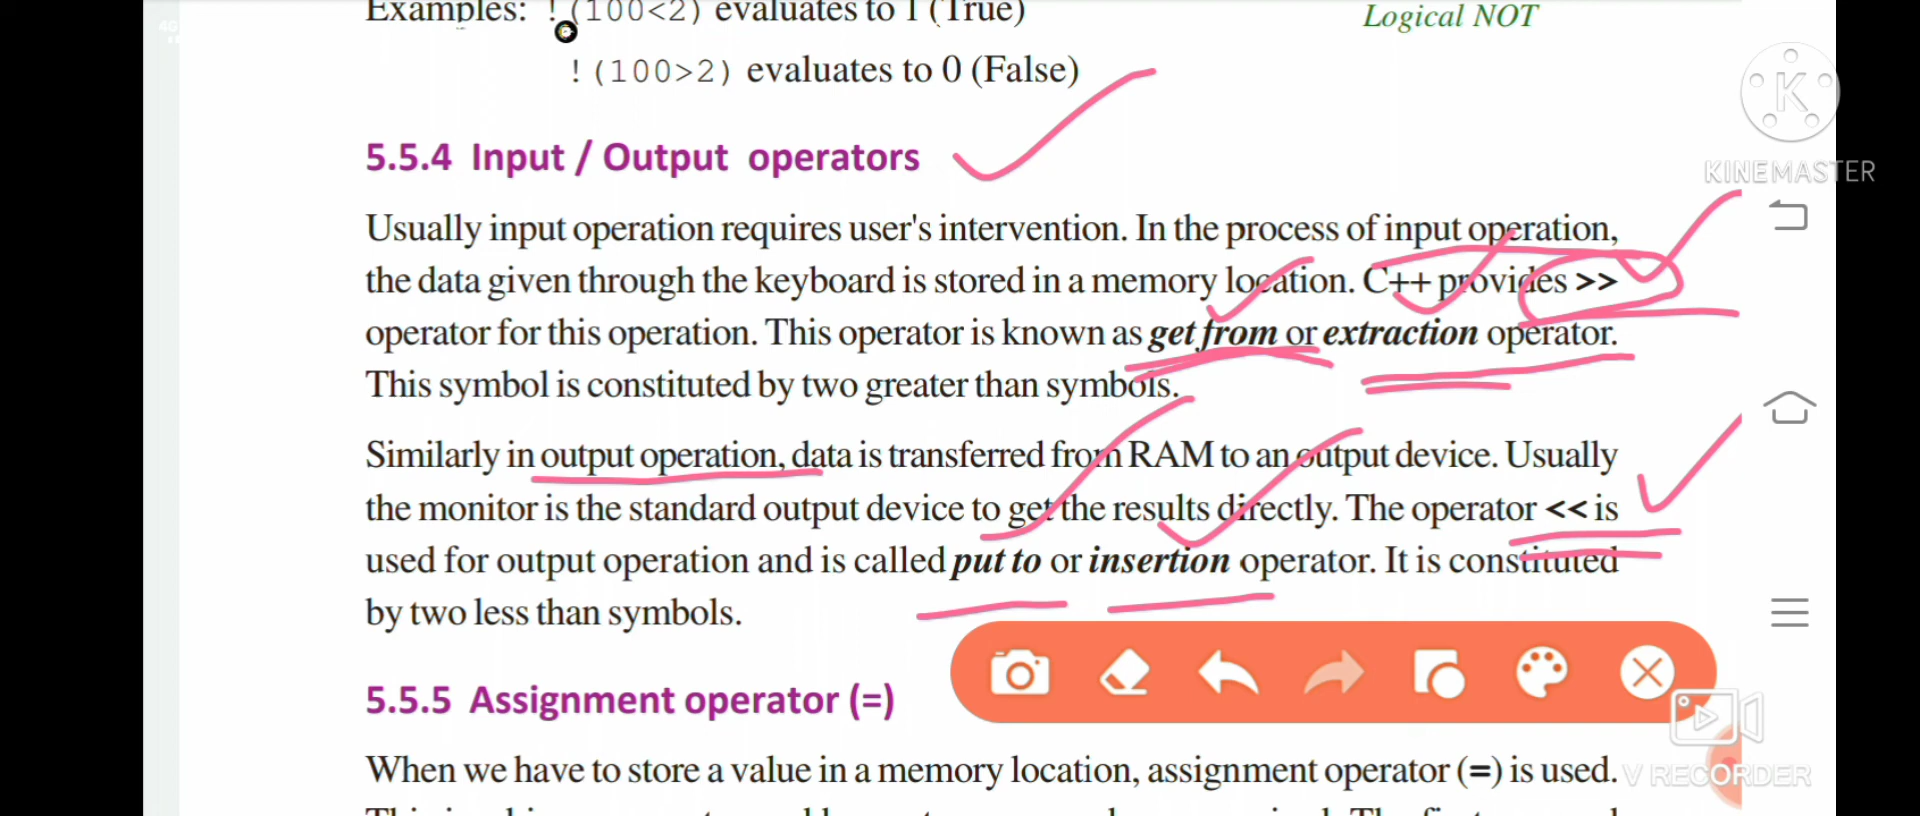 4G
Examples: !(100<2) evaluates to 1 (True)
Logical NOT
!(100>2) evaluates to 0 (False)
5.5.4 Input / Output operators
Usually input operation requires user's intervention. In the process of input operation,
the data given through the keyboard is stored in a memory location. C++ provides >>
operator for this operation. This operator is known as get from or extraction operator.
This symbol is constituted by two greater than symbols.
Similarly in output operation, data is transferred from RAM to an output device. Usually
the monitor is the standard output device to get the results directly. The operator << is
used for output operation and is called put to or insertion operator. It is constituted
by two less than symbols.
5.5.5 Assignment operator (=)
When we have to store a value in a memory location, assignment operator (=) is used.
K
KINEMASTER
V RECORDER